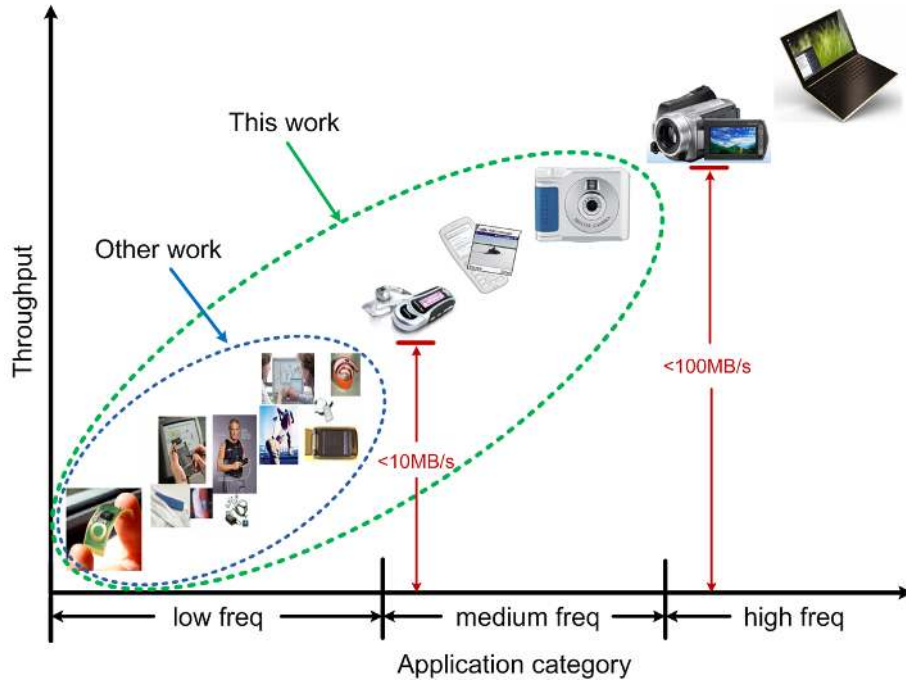 This work
Other work
Throughput
<10MB/s
<100MB/s
low freq
medium freq
high freq
Application category